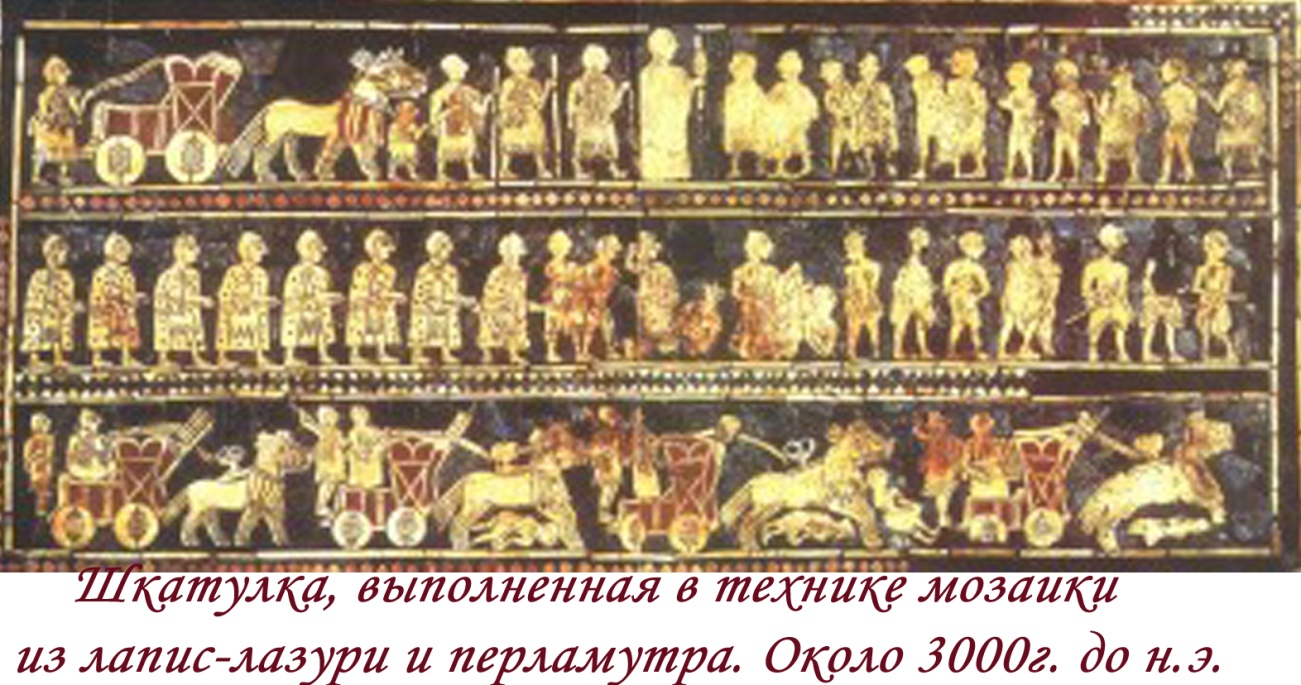 Шкатулка, выполненная в технике мозаики
из лапис-лазури и перламутра. Около 3000г. до н.э.